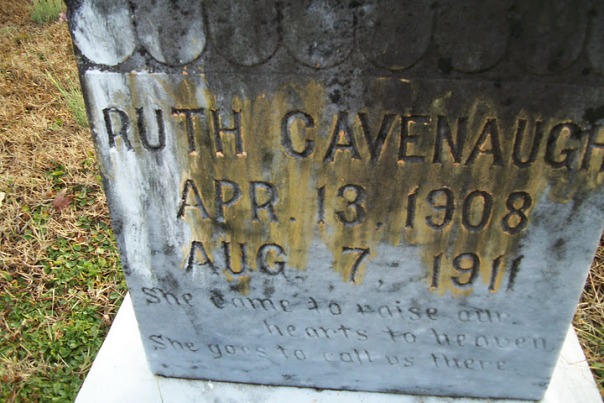 RUTH CAVENAUGH
APR. 13, 1908
AUG. 7, 1911
She came to raise our
hearts to heaven
She goes to call us there